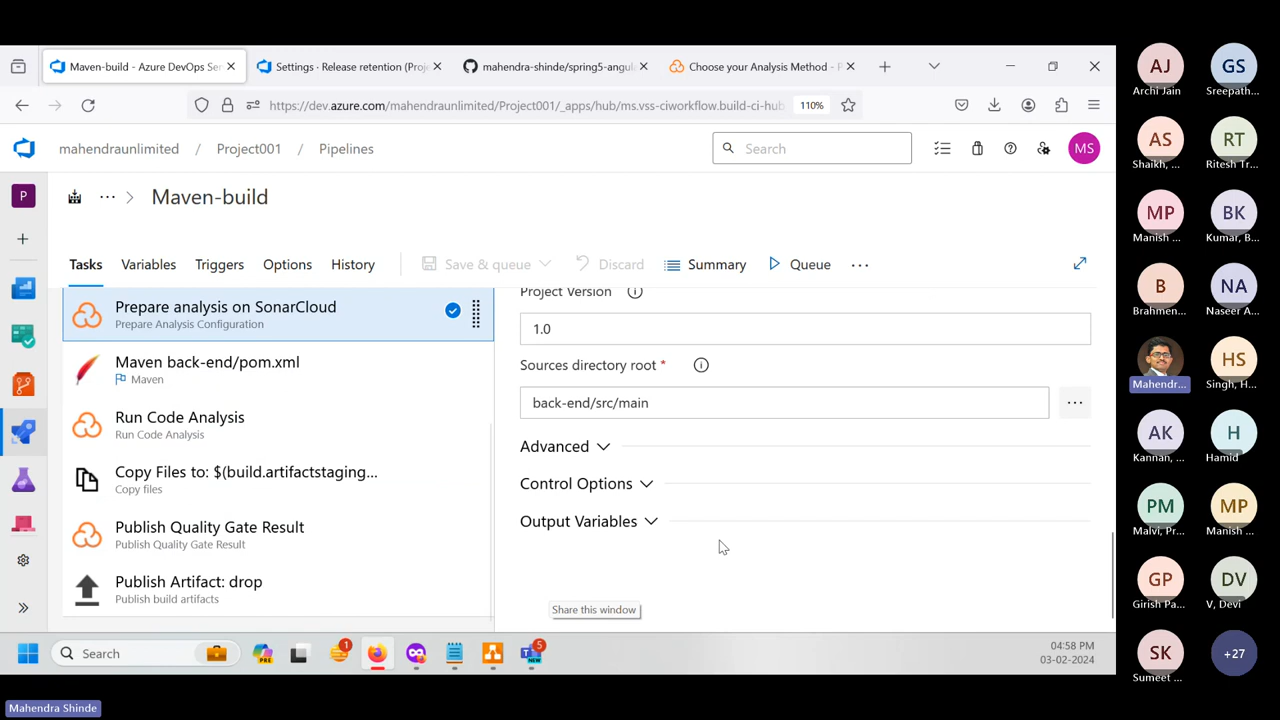 Maven-build - Azure DevOps Ser
Settings · Release retention (Proj
mahendra-shinde/spring5-angula
Choose your Analysis Method - P
https://dev.azure.com/mahendraunlimited/Project001/_apps/hub/ms.vss-ciworkflow.build-ci-hub
110%
mahendraunlimited / Project001 / Pipelines
Search
MS
P
··· > Maven-build
Tasks
Variables
Triggers
Options
History
Save & queue
Discard
Summary
Queue
···
Prepare analysis on SonarCloud
Prepare Analysis Configuration
Maven back-end/pom.xml
Maven
Run Code Analysis
Run Code Analysis
Copy Files to: $(build.artifactstaging...
Copy files
Publish Quality Gate Result
Publish Quality Gate Result
Publish Artifact: drop
Publish build artifacts
Project Version
1.0
Sources directory root *
back-end/src/main
···
Advanced
Control Options
Output Variables
Share this window
Search
PRE
1
NEW
5
04:58 PM
03-02-2024
Mahendra Shinde
AJ
Archi Jain
GS
Sreepath...
AS
Shaikh, ...
RT
Ritesh Tr...
MP
Manish ...
BK
Kumar, B...
B
Brahmen...
NA
Naseer A...
Mahendr...
HS
Singh, H...
AK
Kannan, ...
H
Hamid
PM
Malvi, Pr...
MP
Manish ...
GP
Girish Pa...
DV
V, Devi
SK
Sumeet ...
+27